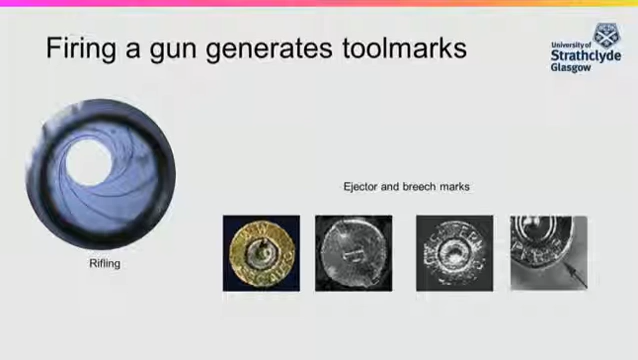 Firing a gun generates toolmarks
University of
Strathclyde
Glasgow
Ejector and breech marks
Rifling